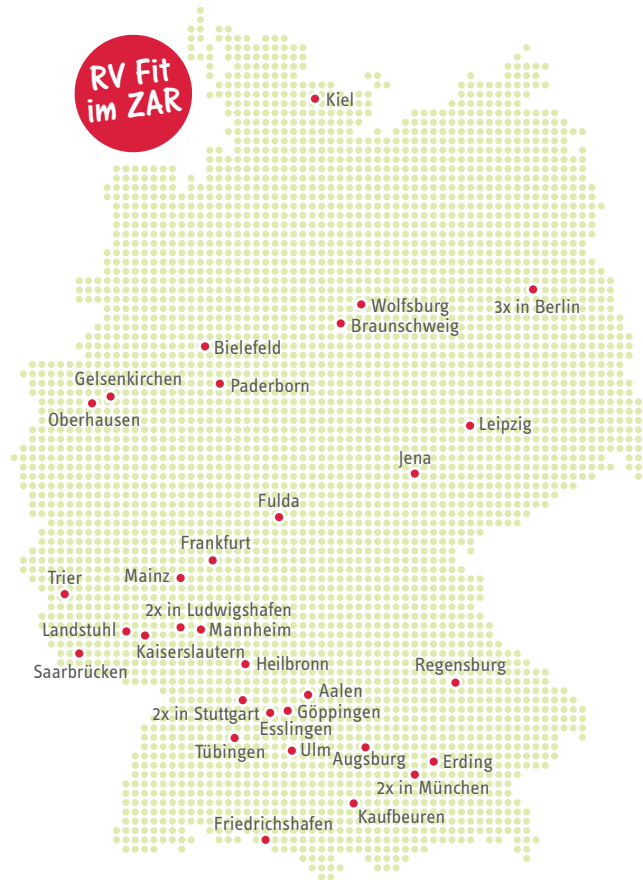 RV Fit
im ZAR
Kiel
Wolfsburg
3x in Berlin
Braunschweig
Bielefeld
Gelsenkirchen
Paderborn
Oberhausen
Leipzig
Jena
Fulda
Frankfurt
Mainz
Trier
2x in Ludwigshafen
Landstuhl
Mannheim
Kaiserslautern
Heilbronn
Saarbrücken
Regensburg
Aalen
2x in Stuttgart
Göppingen
Esslingen
Tübingen
Ulm
Augsburg
Erding
2x in München
Kaufbeuren
Friedrichshafen